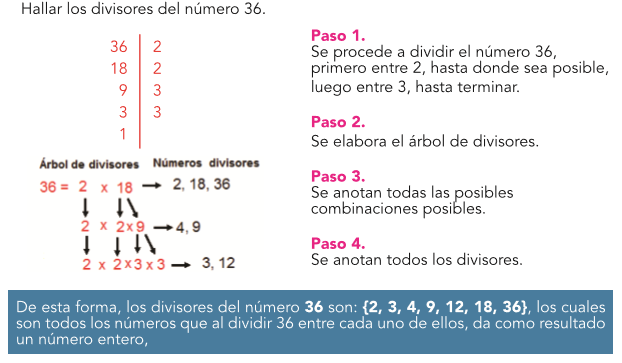 Hallar los divisores del número 36.
36 2
18 2
9 3
3 3
1
Árbol de divisores Números divisores
36 = 2 x 18 → 2, 18, 36
2 x 2x9 → 4, 9
2 x 2x3x3 → 3, 12
Paso 1.
Se procede a dividir el número 36,
primero entre 2, hasta donde sea posible,
luego entre 3, hasta terminar.
Paso 2.
Se elabora el árbol de divisores.
Paso 3.
Se anotan todas las posibles
combinaciones posibles.
Paso 4.
Se anotan todos los divisores.
De esta forma, los divisores del número 36 son: {2, 3, 4, 9, 12, 18, 36}, los cuales
son todos los números que al dividir 36 entre cada uno de ellos, da como resultado
un número entero,